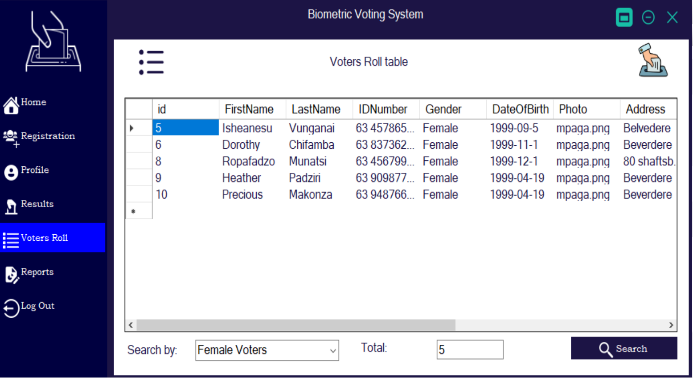 Biometric Voting System
Home
Registration
Profile
Results
Voters Roll
Reports
Log Out
Voters Roll table
id FirstName LastName IDNumber Gender DateOfBirth Photo Address
5 Isheanesu Vunganai 63 457865... Female 1999-09-5 mpaga.png Belvedere
6 Dorothy Chifamba 63 837362... Female 1999-11-1 mpaga.png Beverdere
8 Ropafadzo Munatsi 63 456799... Female 1999-12-1 mpaga.png 80 shaftsb.
9 Heather Padziri 63 909877... Female 1999-04-19 mpaga.png Beverdere
10 Precious Makonza 63 948766... Female 1999-04-19 mpaga.png Beverdere
Search by: Female Voters Total: 5 Search